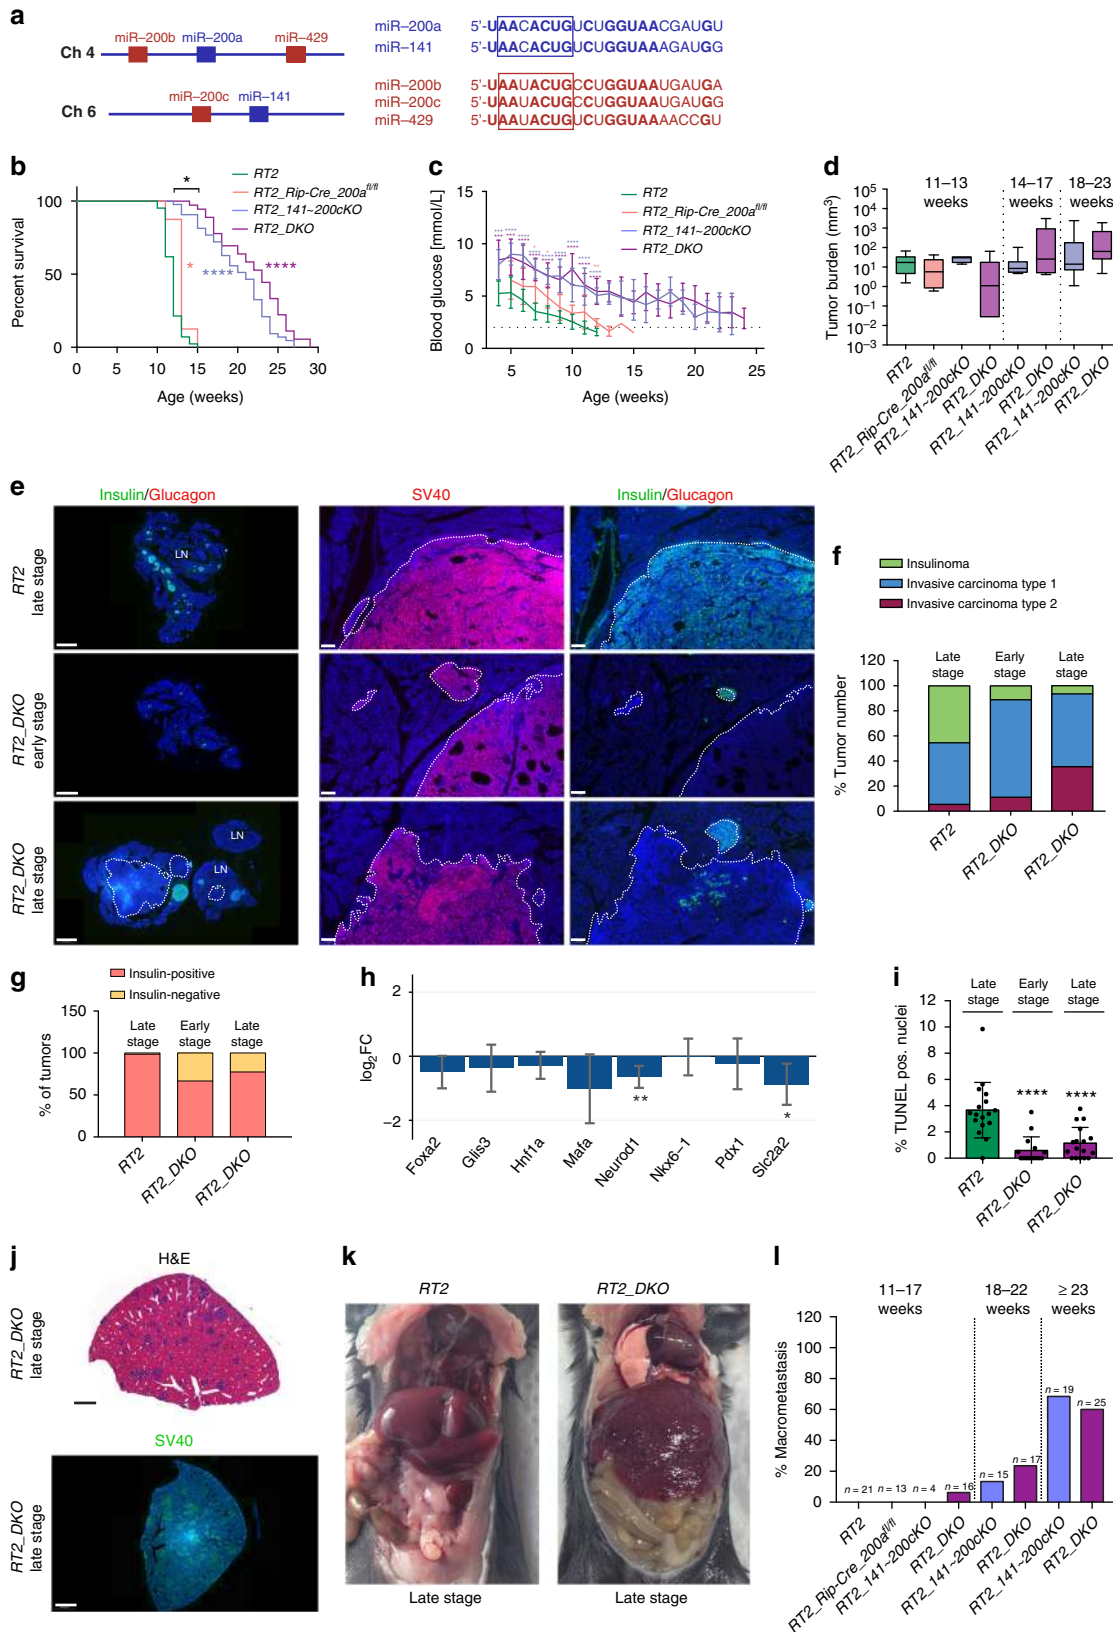 a
miR–200b miR–200a miR–429
Ch 4
miR–200c miR–141
Ch 6
miR–200a 5'-UAACACUGUCUGGUAACGAUGU
miR–141 5'-UAACACUGUCUGGUAAAGAUGG
miR–200b 5'-UAAUACUGCCUGGUAAUGAUGA
miR–200c 5'-UAAUACUGCCUGGUAAUGAUGG
miR–429 5'-UAAUACUGUCUGGUAAAACCGU
b
RT2
RT2_Rip-Cre_200a^fl/fl
RT2_141~200cKO
RT2_DKO
*
* **** ****
Percent survival
100
50
0
0 5 10 15 20 25 30
Age (weeks)
c
RT2
RT2_Rip-Cre_200a^fl/fl
RT2_141~200cKO
RT2_DKO
Blood glucose [mmol/L]
15
10
5
0
5 10 15 20 25
Age (weeks)
d
11–13 weeks
14–17 weeks
18–23 weeks
Tumor burden (mm³)
10⁵
10⁴
10³
10²
10¹
10⁰
10⁻¹
10⁻²
10⁻³
RT2
RT2_Rip-Cre_200a^fl/fl
RT2_141~200cKO
RT2_DKO
RT2_141~200cKO
RT2_DKO
RT2_141~200cKO
RT2_DKO
e
Insulin/Glucagon SV40 Insulin/Glucagon
RT2
late stage
LN
RT2_DKO
early stage
RT2_DKO
late stage
LN
LN
f
Insulinoma
Invasive carcinoma type 1
Invasive carcinoma type 2
Late stage
Early stage
Late stage
% Tumor number
120
100
80
60
40
20
0
RT2
RT2_DKO
RT2_DKO
g
Insulin-positive
Insulin-negative
Late stage
Early stage
Late stage
% of tumors
150
100
50
0
RT2
RT2_DKO
RT2_DKO
h
log₂FC
2
0
−2
** *
Foxa2
Glis3
Hnf1a
Mafa
Neurod1
Nkx6−1
Pdx1
Slc2a2
i
Late stage
Early stage
Late stage
% TUNEL pos. nuclei
12
10
8
6
4
2
0
**** ****
RT2
RT2_DKO
RT2_DKO
j
H&E
RT2_DKO
late stage
SV40
RT2_DKO
late stage
k
RT2 RT2_DKO
Late stage Late stage
l
11–17 weeks
18–22 weeks
≥ 23 weeks
% Macrometastasis
120
100
80
60
40
20
0
n = 21 n = 13 n = 4 n = 16 n = 15 n = 17 n = 19 n = 25
RT2
RT2_Rip-Cre_200a^fl/fl
RT2_141~200cKO
RT2_DKO
RT2_141~200cKO
RT2_DKO
RT2_141~200cKO
RT2_DKO